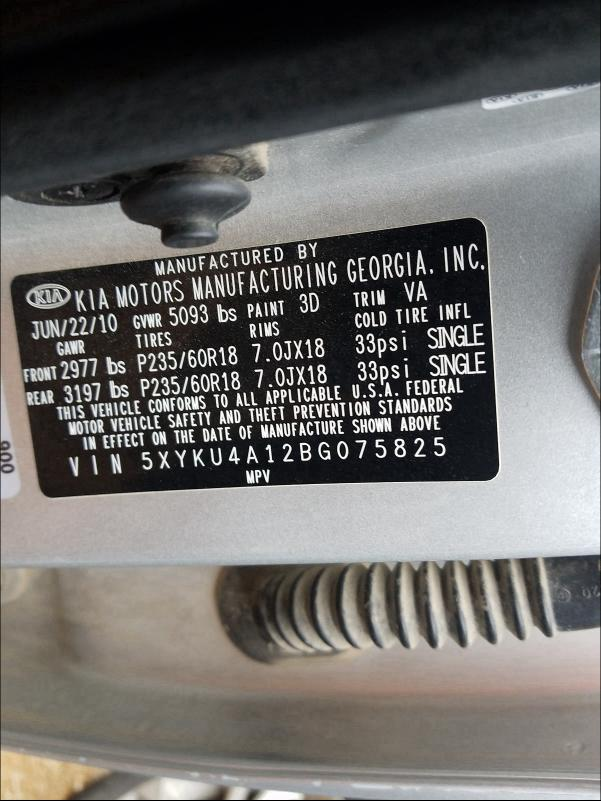 MANUFACTURED BY
KIA KIA MOTORS MANUFACTURING GEORGIA, INC.
JUN/22/10 GVWR 5093 lbs PAINT 3D TRIM VA
GAWR TIRES RIMS COLD TIRE INFL
FRONT 2977 lbs P235/60R18 7.0JX18 33psi SINGLE
REAR 3197 lbs P235/60R18 7.0JX18 33psi SINGLE
THIS VEHICLE CONFORMS TO ALL APPLICABLE U.S.A. FEDERAL
MOTOR VEHICLE SAFETY AND THEFT PREVENTION STANDARDS
IN EFFECT ON THE DATE OF MANUFACTURE SHOWN ABOVE
VIN 5XYKU4A12BG075825
MPV
006
20